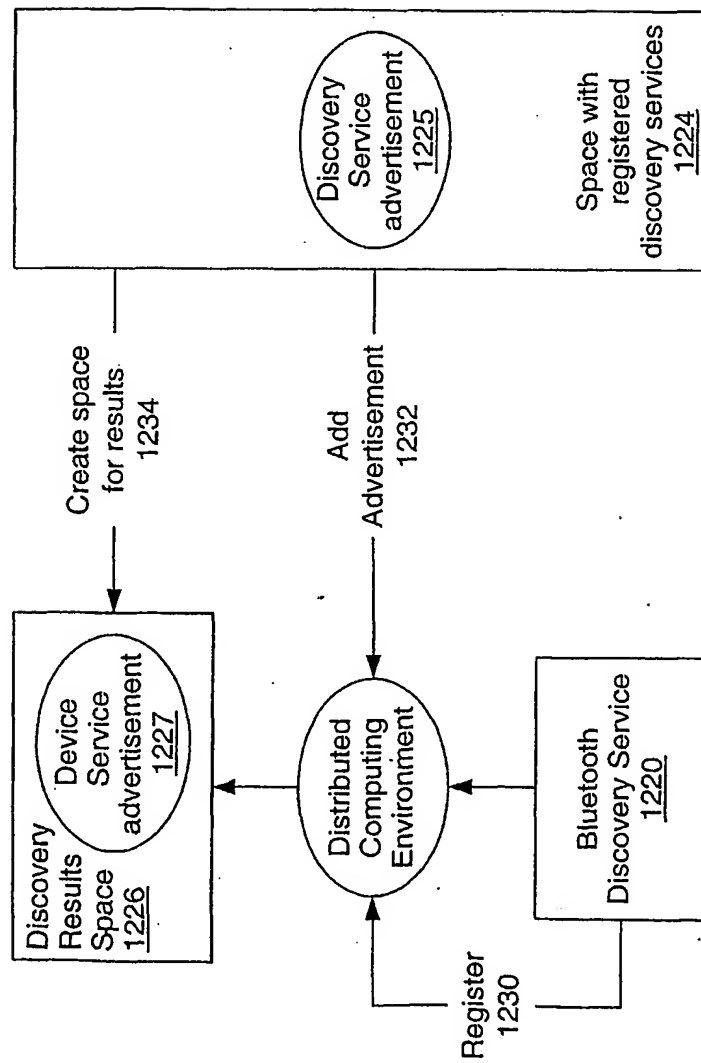 Discovery
Results
Space
1226
Device
Service
advertisement
1227
Create space
for results
1234
Distributed
Computing
Environment
Add
Advertisement
1232
Discovery
Service
advertisement
1225
Register
1230
Bluetooth
Discovery Service
1220
Space with
registered
discovery services
1224